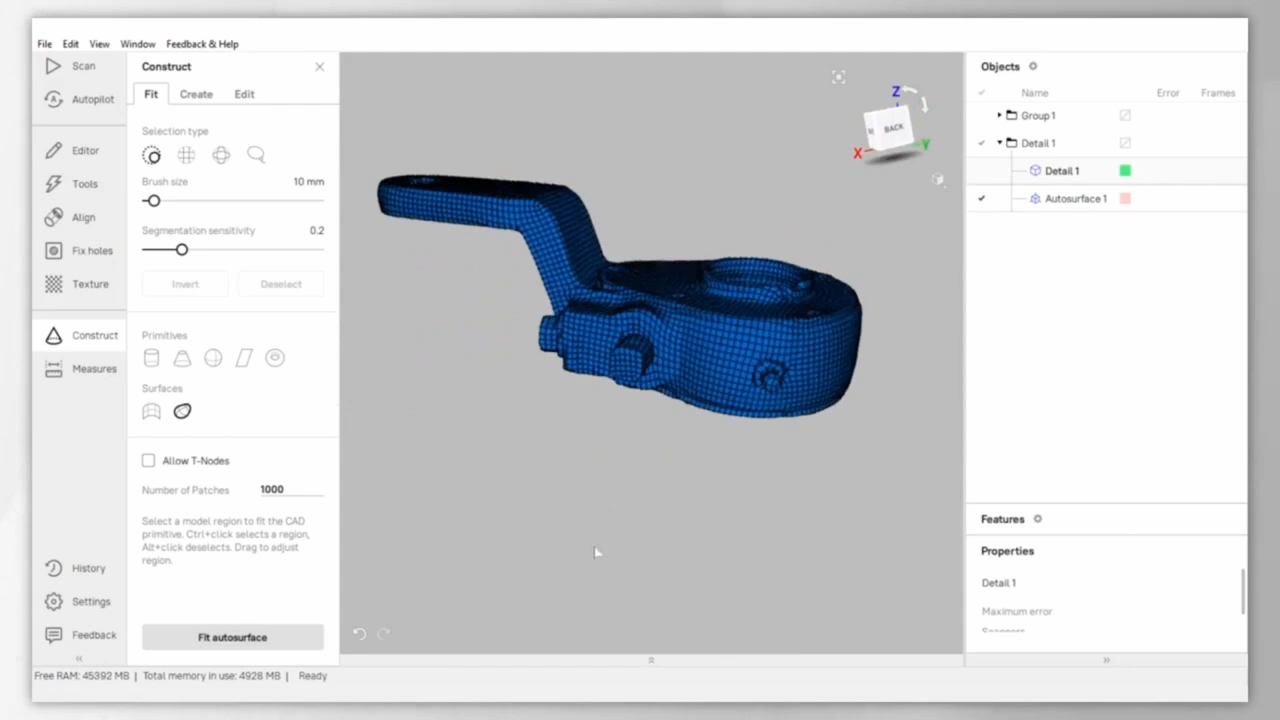 File Edit View Window Feedback & Help
Scan
Autopilot
Editor
Tools
Align
Fix holes
Texture
Construct
Measures
History
Settings
Feedback
Construct
Fit Create Edit
Selection type
Brush size 10 mm
Segmentation sensitivity 0.2
Invert Deselect
Primitives
Surfaces
Allow T-Nodes
Number of Patches 1000
Select a model region to fit the CAD
primitive. Ctrl+click selects a region,
Alt+click deselects. Drag to adjust
region.
Fit autosurface
Z
BACK
X
Y
Objects
Name Error Frames
Group 1
Detail 1
Detail 1
Autosurface 1
Features
Properties
Detail 1
Maximum error
Scanners
Free RAM: 45392 MB | Total memory in use: 4928 MB | Ready